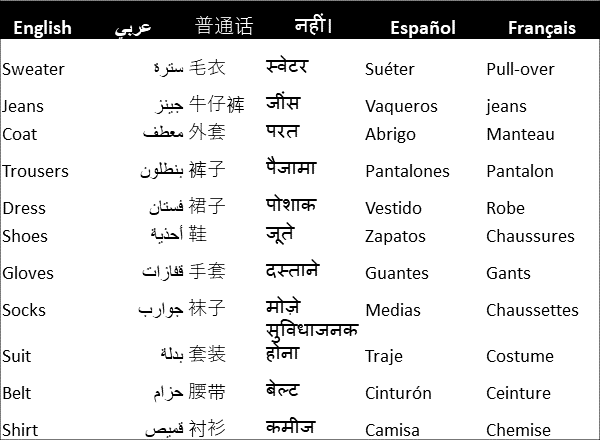 English عربي 普通话 नहीं। Español Français
Sweater سترة 毛衣 स्वेटर Suéter Pull-over
Jeans جينز 牛仔裤 जींस Vaqueros jeans
Coat معطف 外套 परत Abrigo Manteau
Trousers بنطلون 裤子 पैजामा Pantalones Pantalon
Dress فستان 裙子 पोशाक Vestido Robe
Shoes أحذية 鞋 जूते Zapatos Chaussures
Gloves قفازات 手套 दस्ताने Guantes Gants
Socks جوارب 袜子 मोज़े Medias Chaussettes
सुविधाजनक
Suit بدلة 套装 होना Traje Costume
Belt حزام 腰带 बेल्ट Cinturón Ceinture
Shirt قميص 衬衫 कमीज Camisa Chemise